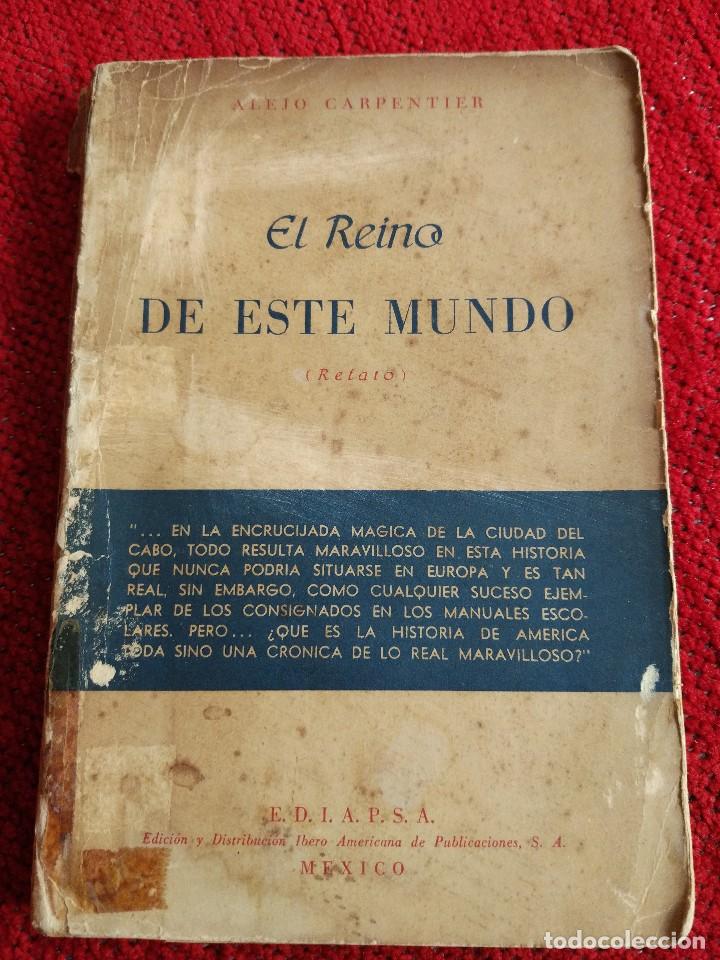 ALEJO CARPENTIER
El Reino
DE ESTE MUNDO
(Relato)
"... EN LA ENCRUCIJADA MAGICA DE LA CIUDAD DEL
CABO, TODO RESULTA MARAVILLOSO EN ESTA HISTORIA
QUE NUNCA PODRIA SITUARSE EN EUROPA Y ES TAN
REAL, SIN EMBARGO, COMO CUALQUIER SUCESO EJEM-
PLAR DE LOS CONSIGNADOS EN LOS MANUALES ESCO-
LARES. PERO... ¿QUE ES LA HISTORIA DE AMERICA
TODA SINO UNA CRONICA DE LO REAL MARAVILLOSO?"
E. D. I. A. P. S. A.
Edición y Distribución Ibero Americana de Publicaciones, S. A.
MEXICO
todocoleccion